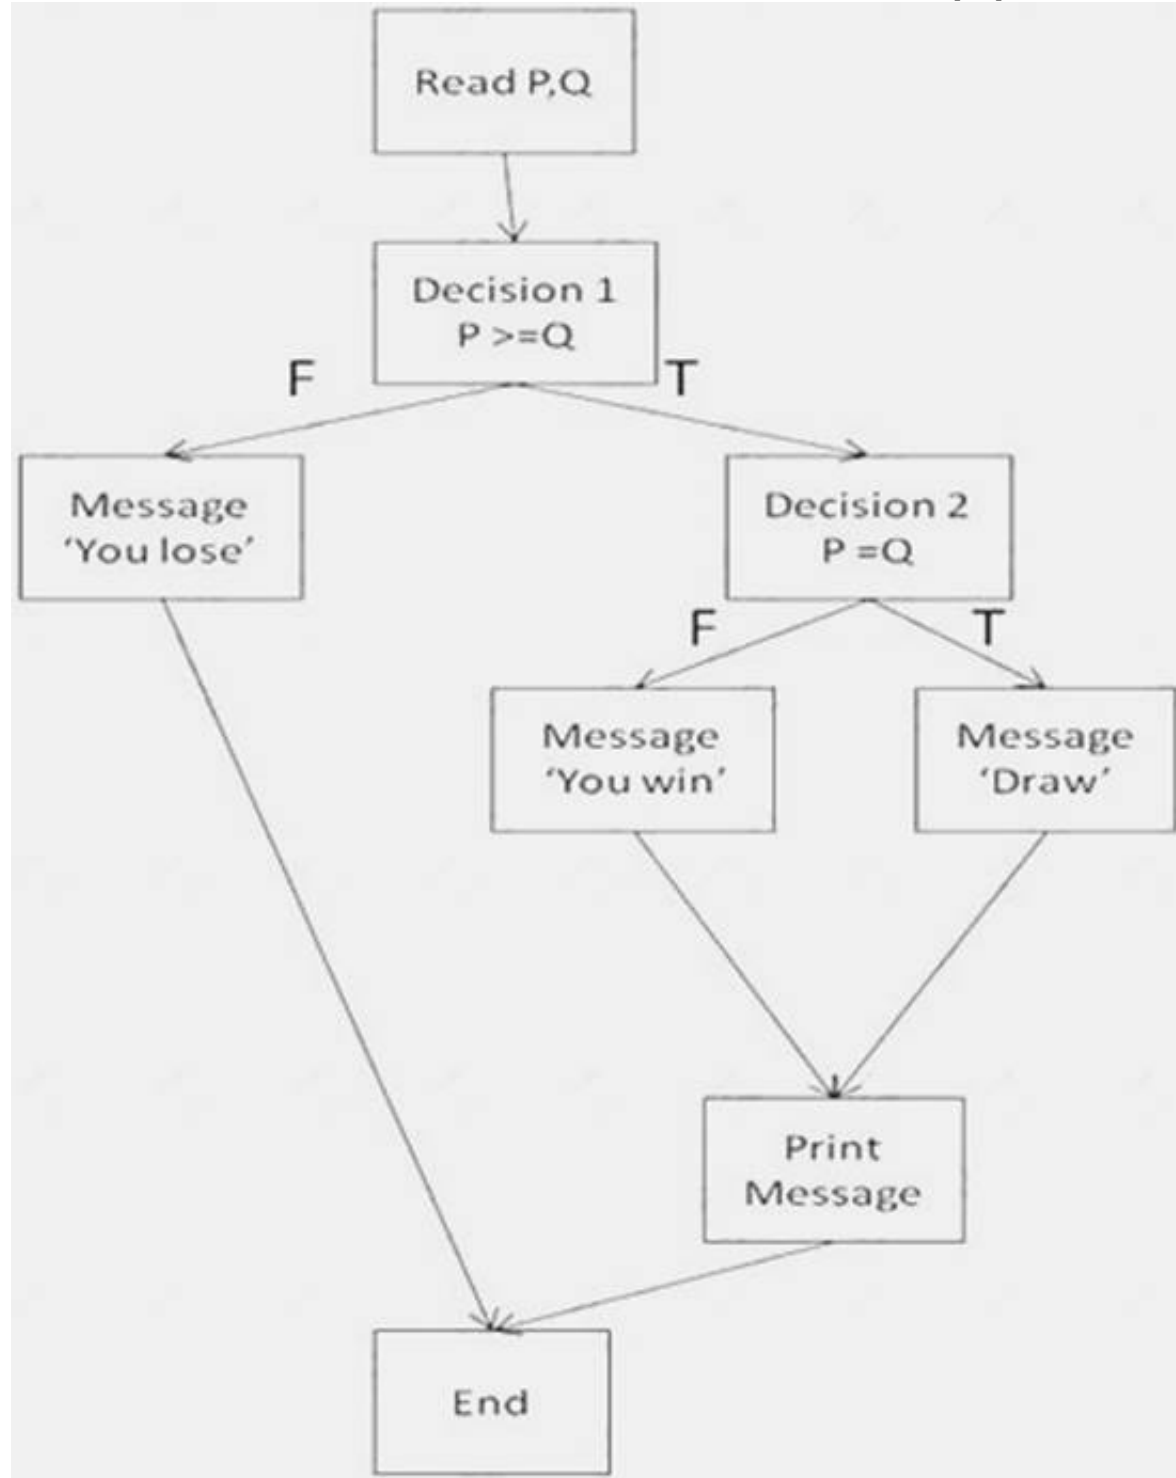 Read P,Q
Decision 1
P >=Q
F
T
Message
‘You lose’
Decision 2
P =Q
F
T
Message
‘You win’
Message
‘Draw’
Print
Message
End